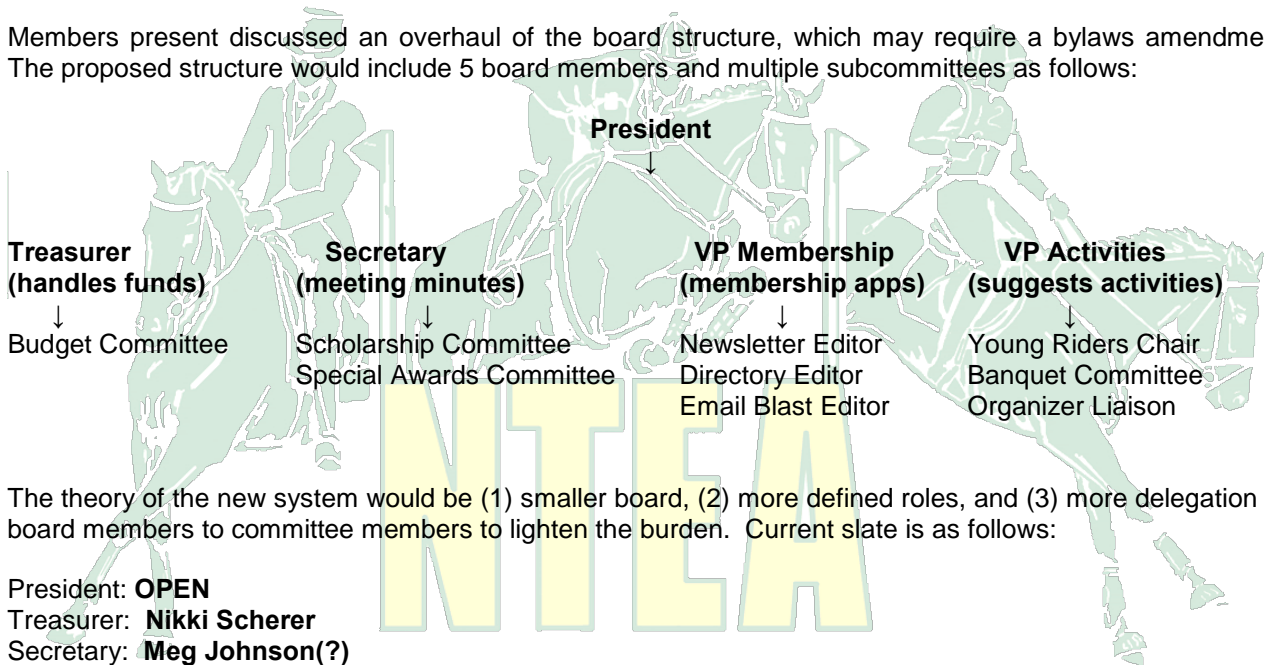 Members present discussed an overhaul of the board structure, which may require a bylaws amendme
The proposed structure would include 5 board members and multiple subcommittees as follows:
President
↓
Treasurer Secretary VP Membership VP Activities
(handles funds) (meeting minutes) (membership apps) (suggests activities)
↓ ↓ ↓ ↓
Budget Committee Scholarship Committee Newsletter Editor Young Riders Chair
Special Awards Committee Directory Editor Banquet Committee
Email Blast Editor Organizer Liaison
NTEA
The theory of the new system would be (1) smaller board, (2) more defined roles, and (3) more delegation
board members to committee members to lighten the burden. Current slate is as follows:
President: OPEN
Treasurer: Nikki Scherer
Secretary: Meg Johnson(?)